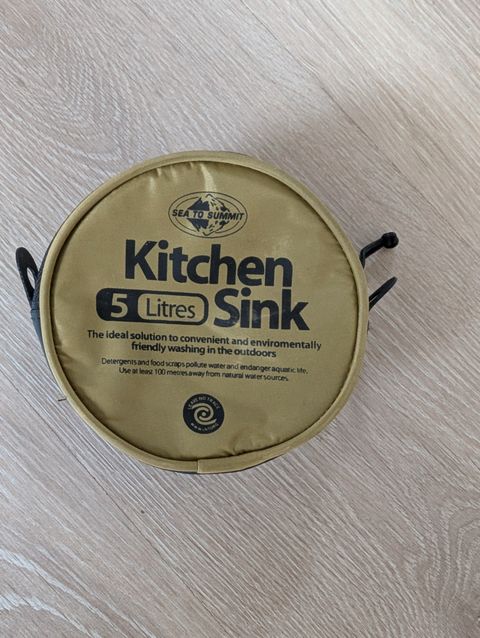 SEA TO SUMMIT
Kitchen
5 Litres Sink
The ideal solution to convenient and enviromentally
friendly washing in the outdoors
Detergents and food scraps pollute water and endanger aquatic life.
Use at least 100 metres away from natural water sources.
LEAVE NO TRACE